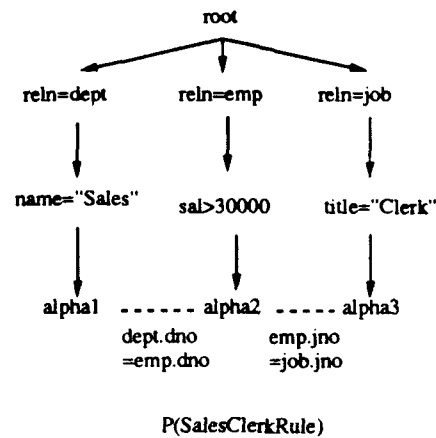 root
reln=dept reln=emp reln=job
name="Sales" sal>30000 title="Clerk"
alpha1 alpha2 alpha3
dept.dno emp.jno
=emp.dno =job.jno
P(SalesClerkRule)